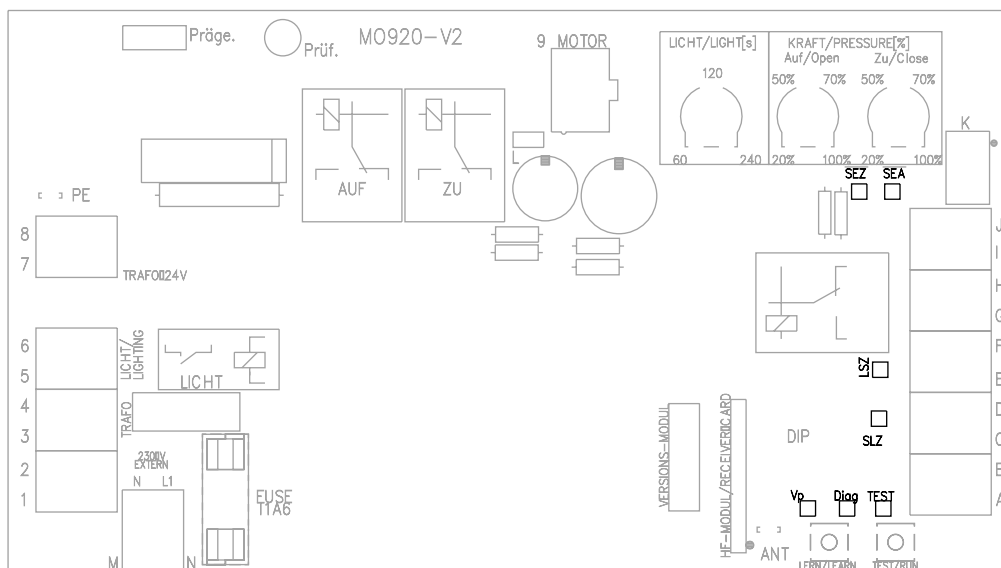 Präge.
Prüf.
MO920-V2
9 MOTOR
LICHT/LIGHT[s]
120
60 240
KRAFT/PRESSURE[%]
Auf/Open Zu/Close
50% 70% 50% 70%
20% 100% 20% 100%
K
SEZ SEA
L
AUF
ZU
PE
8
7
TRAFO▯24V
J
I
H
G
F
E
D
C
B
A
6
5
4
3
2
1
LICHT/
LIGHTING
LICHT
TRAFO
230▯V
EXTERN
N L1
M N
T1A6
LSZ
SLZ
DIP
VERSIONS-MODUL
HF-MODUL/RECEIVER▯CARD
Vp Diag TEST
ANT
LERN/LEARN
TEST/RUN